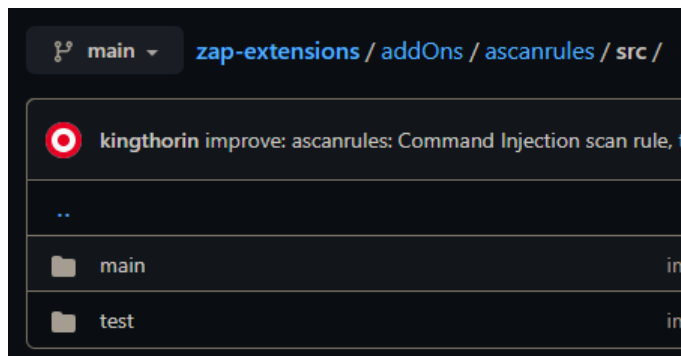 main zap-extensions / addOns / ascanrules / src /
kingthorin improve: ascanrules: Command Injection scan rule,
..
main
test